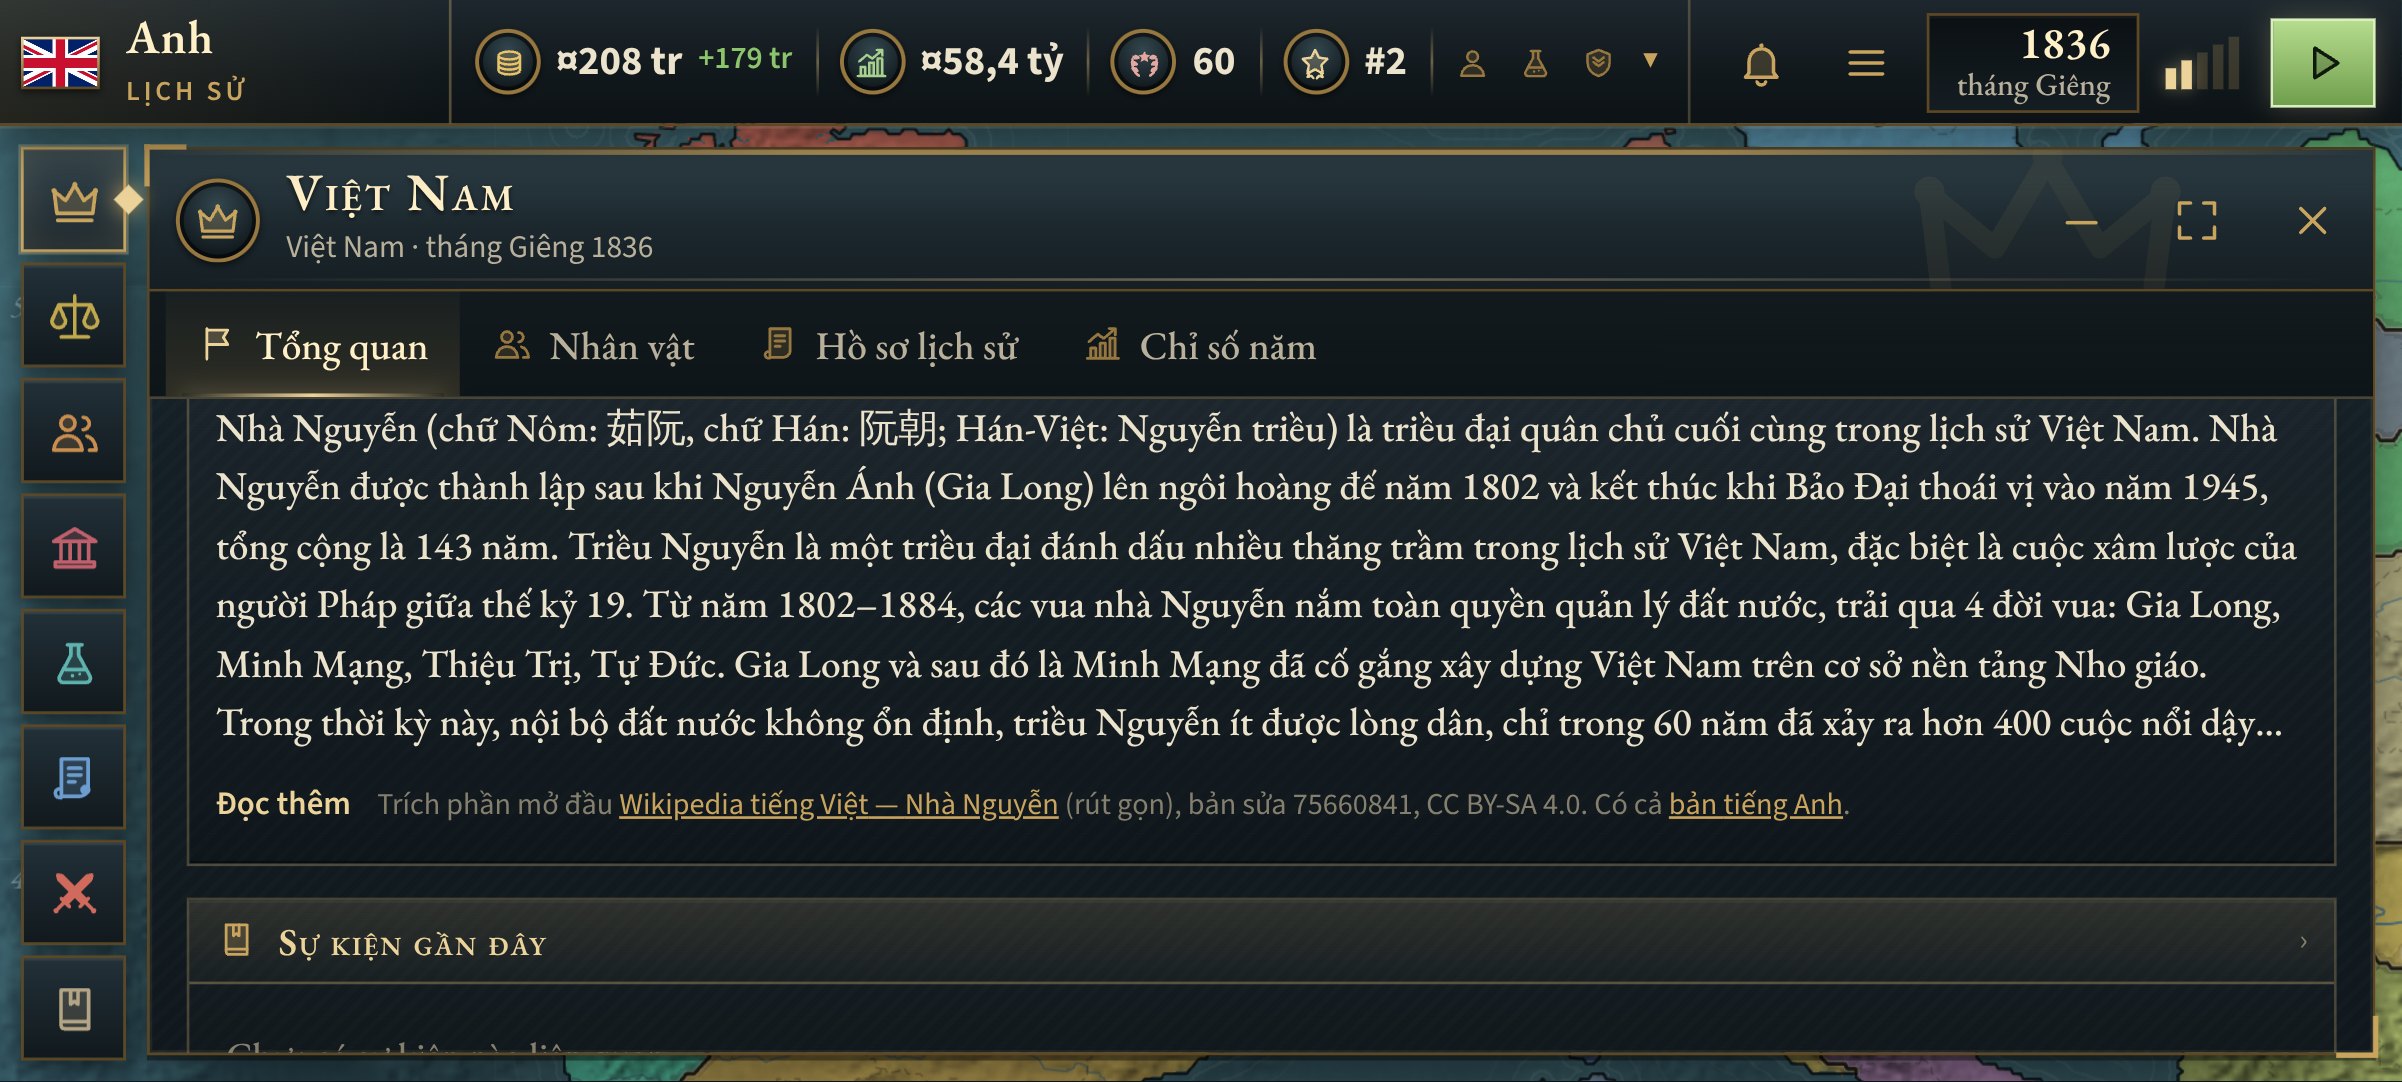 Anh
LỊCH SỬ
¤208 tr +179 tr
¤58,4 tỷ
60
#2
1836
tháng Giêng
Việt Nam
Việt Nam · tháng Giêng 1836
Tổng quan
Nhân vật
Hồ sơ lịch sử
Chỉ số năm
Nhà Nguyễn (chữ Nôm: 茹阮, chữ Hán: 阮朝; Hán-Việt: Nguyễn triều) là triều đại quân chủ cuối cùng trong lịch sử Việt Nam. Nhà
Nguyễn được thành lập sau khi Nguyễn Ánh (Gia Long) lên ngôi hoàng đế năm 1802 và kết thúc khi Bảo Đại thoái vị vào năm 1945,
tổng cộng là 143 năm. Triều Nguyễn là một triều đại đánh dấu nhiều thăng trầm trong lịch sử Việt Nam, đặc biệt là cuộc xâm lược của
người Pháp giữa thế kỷ 19. Từ năm 1802–1884, các vua nhà Nguyễn nắm toàn quyền quản lý đất nước, trải qua 4 đời vua: Gia Long,
Minh Mạng, Thiệu Trị, Tự Đức. Gia Long và sau đó là Minh Mạng đã cố gắng xây dựng Việt Nam trên cơ sở nền tảng Nho giáo.
Trong thời kỳ này, nội bộ đất nước không ổn định, triều Nguyễn ít được lòng dân, chỉ trong 60 năm đã xảy ra hơn 400 cuộc nổi dậy...
Đọc thêm Trích phần mở đầu Wikipedia tiếng Việt — Nhà Nguyễn (rút gọn), bản sửa 75660841, CC BY-SA 4.0. Có cả bản tiếng Anh.
Sự kiện gần đây